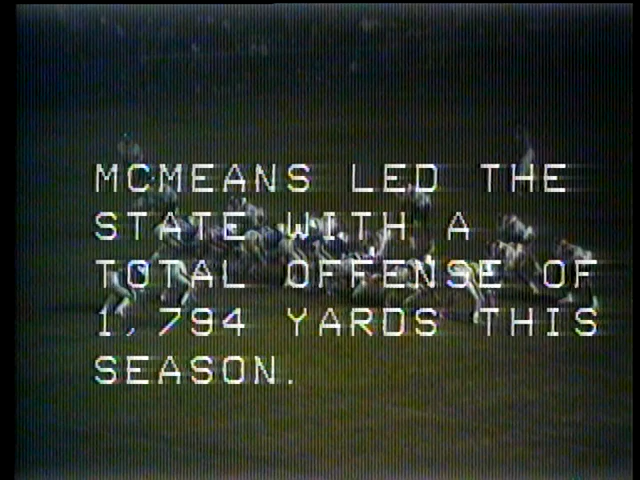 MCMEANS LED THE
STATE WITH A
TOTAL OFFENSE OF
1,794 YARDS THIS
SEASON.